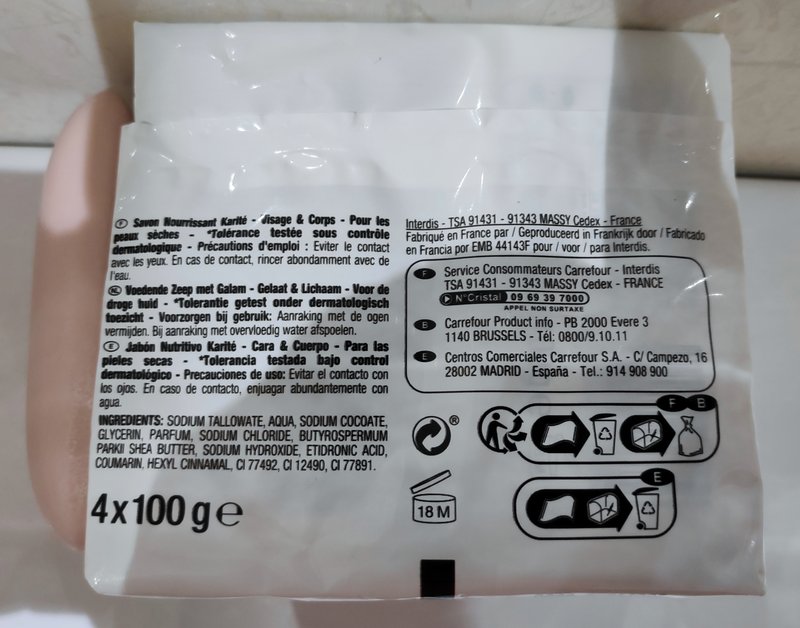 F Savon Nourrissant Karité - Visage & Corps - Pour les
peaux sèches - *Tolérance testée sous contrôle
dermatologique - Précautions d'emploi : Eviter le contact
avec les yeux. En cas de contact, rincer abondamment avec de
l'eau.
NL Voedende Zeep met Galam - Gelaat & Lichaam - Voor de
droge huid - *Tolerantie getest onder dermatologisch
toezicht - Voorzorgen bij gebruik: Aanraking met de ogen
vermijden. Bij aanraking met overvloedig water afspoelen.
E Jabón Nutritivo Karité - Cara & Cuerpo - Para las
pieles secas - *Tolerancia testada bajo control
dermatológico - Precauciones de uso: Evitar el contacto con
los ojos. En caso de contacto, enjuagar abundantemente con
agua.
INGREDIENTS: SODIUM TALLOWATE, AQUA, SODIUM COCOATE,
GLYCERIN, PARFUM, SODIUM CHLORIDE, BUTYROSPERMUM
PARKII SHEA BUTTER, SODIUM HYDROXIDE, ETIDRONIC ACID,
COUMARIN, HEXYL CINNAMAL, CI 77492, CI 12490, CI 77891.
4x100 g e
Interdis - TSA 91431 - 91343 MASSY Cedex - France
Fabriqué en France par / Geproduceerd in Frankrijk door / Fabricado
en Francia por EMB 44143F pour / voor / para Interdis.
F Service Consommateurs Carrefour - Interdis
TSA 91431 - 91343 MASSY Cedex - FRANCE
N°Cristal 09 69 39 7000
APPEL NON SURTAXE
B Carrefour Product info - PB 2000 Evere 3
1140 BRUSSELS - Tél: 0800/9.10.11
E Centros Comerciales Carrefour S.A. - C/ Campezo, 16
28002 MADRID - España - Tel.: 914 908 900
®
F B
18 M
E